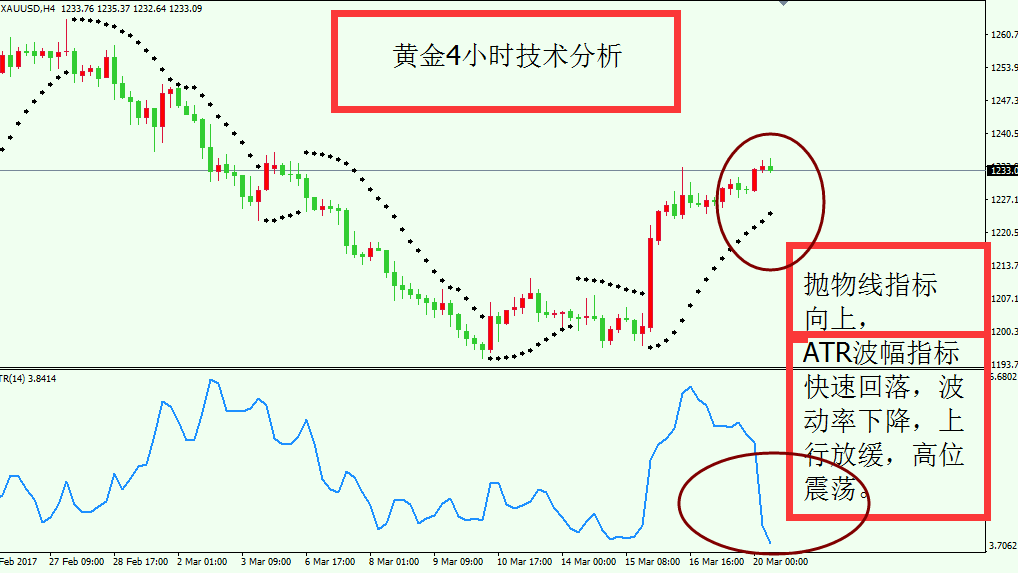 XAUUSD,H4 1233.76 1235.37 1232.64 1233.09
黄金4小时技术分析
1260.7
1253.9
1247.3
1240.5
1233.0
1227.1
1220.5
1213.7
1207.1
1200.3
1193.7
抛物线指标
向上，
ATR波幅指标
快速回落，波
动率下降，上
行放缓，高位
震荡。
TR(14) 3.8414
6.6802
3.7062
Feb 2017
27 Feb 09:00
28 Feb 17:00
2 Mar 01:00
3 Mar 09:00
6 Mar 17:00
8 Mar 01:00
9 Mar 09:00
10 Mar 17:00
14 Mar 00:00
15 Mar 08:00
16 Mar 16:00
20 Mar 00:00